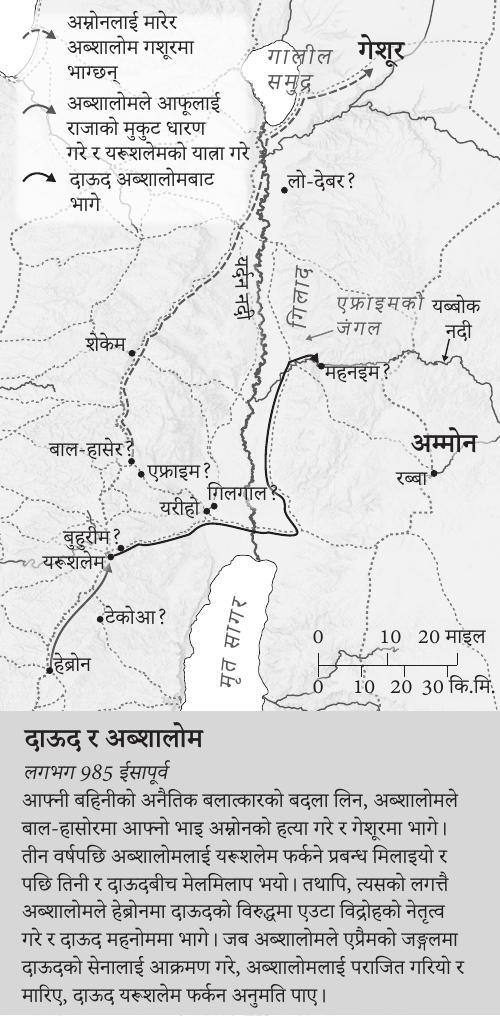 अम्नोनलाई मारेर
अब्शालोम गशूरमा
भाग्छन्
अब्शालोमले आफूलाई
राजाको मुकुट धारण
गरे र यरूशलेमको यात्रा गरे
दाऊद अब्शालोमबाट
भागे
गालील
समुद्र
गेशूर
लो-देबर?
यर्दन नदी
गिलाद
एफ्राइमको
जंगल
यब्बोक
नदी
शेकेम
महनइम?
अम्मोन
बाल-हासेर?
एफ्राइम?
रब्बा
गिलगाल?
यरीहो
बुहुरीम?
यरूशलेम
टेकोआ?
मृत सागर
हेब्रोन
0 10 20 माइल
0 10 20 30 कि.मि.
दाऊद र अब्शालोम
लगभग 985 ईसापूर्व
आफ्नी बहिनीको अनैतिक बलात्कारको बदला लिन, अब्शालोमले
बाल-हासोरमा आफ्नो भाइ अम्नोनको हत्या गरे र गेशूरमा भागे।
तीन वर्षपछि अब्शालोमलाई यरूशलेम फर्कने प्रबन्ध मिलाइयो र
पछि तिनी र दाऊदबीच मेलमिलाप भयो। तथापि, त्यसको लगत्तै
अब्शालोमले हेब्रोनमा दाऊदको विरुद्धमा एउटा विद्रोहको नेतृत्व
गरे र दाऊद महनोममा भागे। जब अब्शालोमले एप्रैमको जङ्गलमा
दाऊदको सेनालाई आक्रमण गरे, अब्शालोमलाई पराजित गरियो र
मारिए, दाऊद यरूशलेम फर्कन अनुमति पाए।